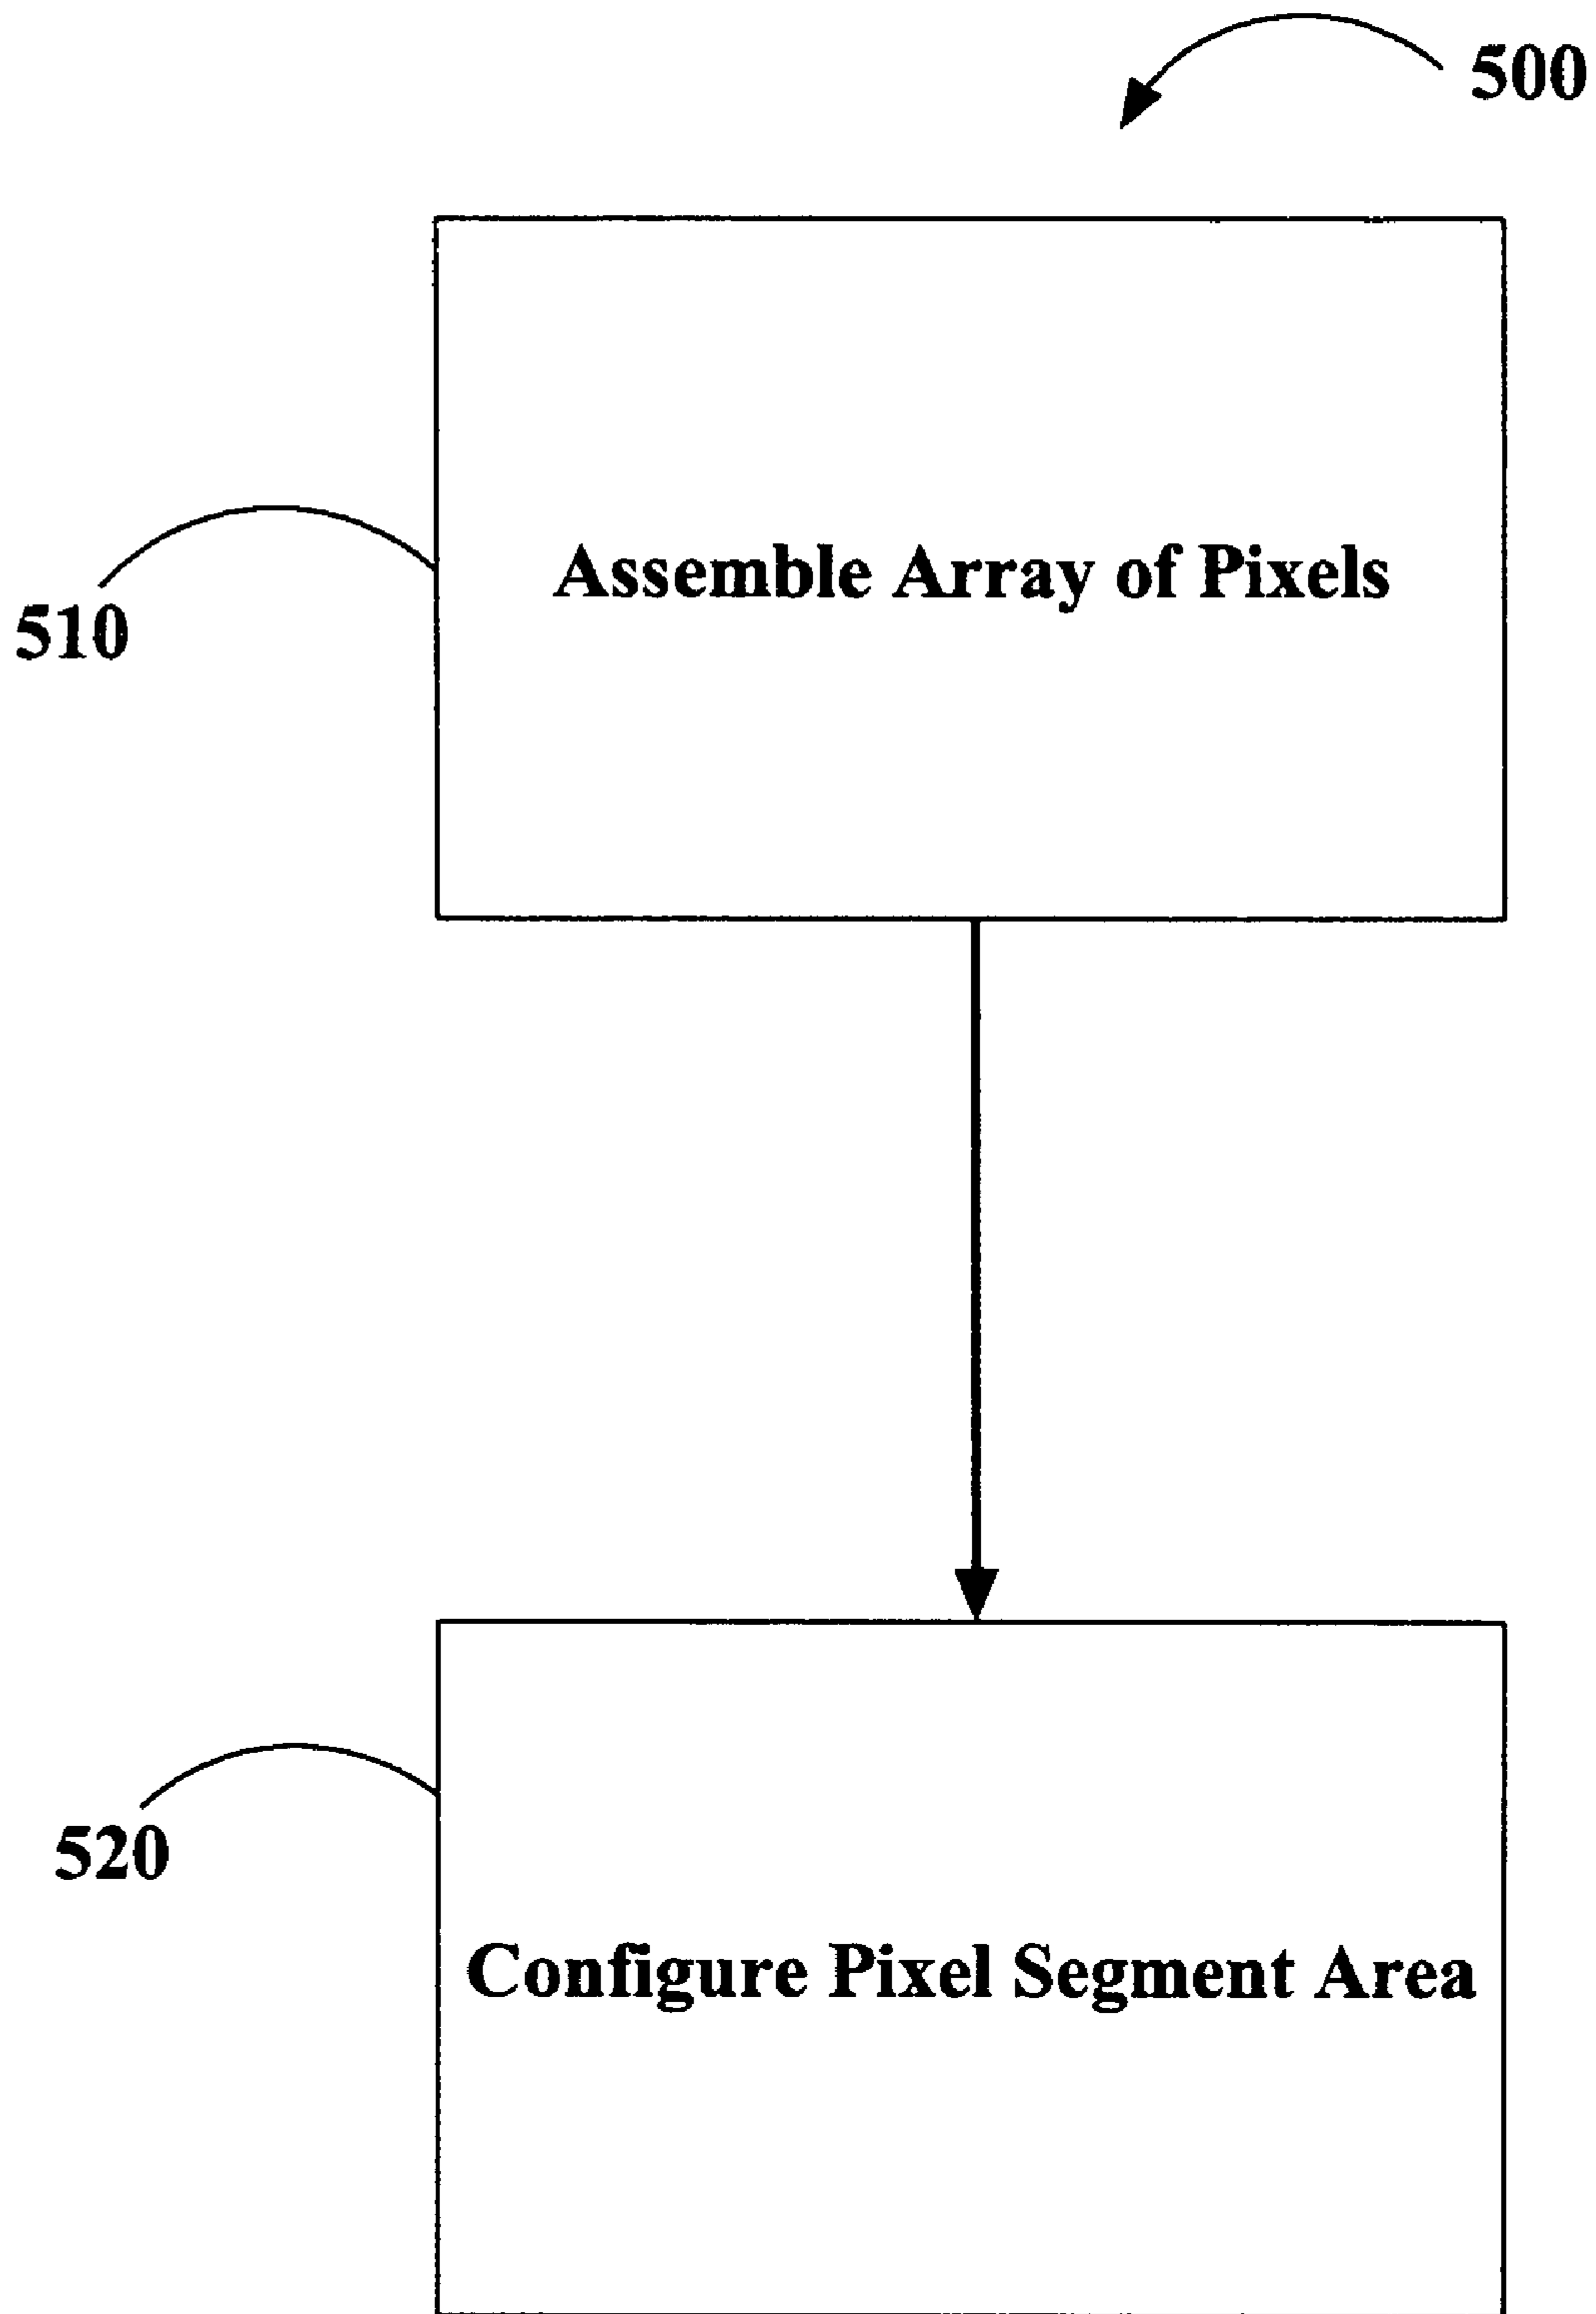 500
Assemble Array of Pixels
510
520
Configure Pixel Segment Area